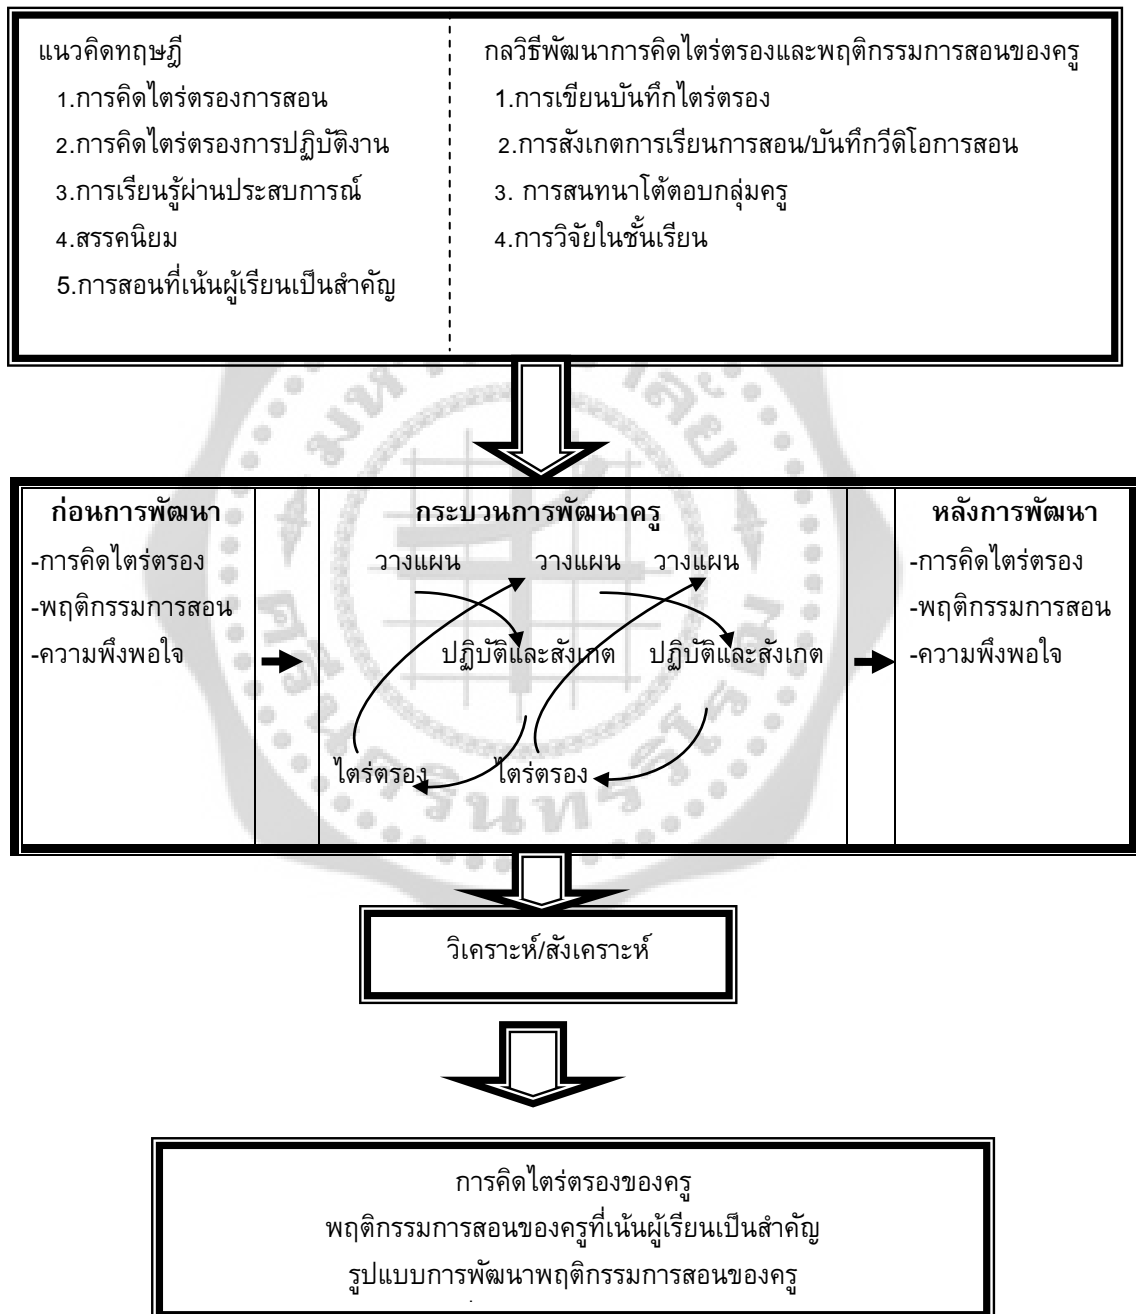 แนวคิดทฤษฎี
1.การคิดไตร่ตรองการสอน
2.การคิดไตร่ตรองการปฏิบัติงาน
3.การเรียนรู้ผ่านประสบการณ์
4.สรรคนิยม
5.การสอนที่เน้นผู้เรียนเป็นสำคัญ
กลวิธีพัฒนาการคิดไตร่ตรองและพฤติกรรมการสอนของครู
1.การเขียนบันทึกไตร่ตรอง
2.การสังเกตการเรียนการสอน/บันทึกวีดิโอการสอน
3. การสนทนาโต้ตอบกลุ่มครู
4.การวิจัยในชั้นเรียน
ก่อนการพัฒนา
-การคิดไตร่ตรอง
-พฤติกรรมการสอน
-ความพึงพอใจ
กระบวนการพัฒนาครู
วางแผน วางแผน วางแผน
ปฏิบัติและสังเกต ปฏิบัติและสังเกต
ไตร่ตรอง ไตร่ตรอง
หลังการพัฒนา
-การคิดไตร่ตรอง
-พฤติกรรมการสอน
-ความพึงพอใจ
วิเคราะห์/สังเคราะห์
การคิดไตร่ตรองของครู
พฤติกรรมการสอนของครูที่เน้นผู้เรียนเป็นสำคัญ
รูปแบบการพัฒนาพฤติกรรมการสอนของครู